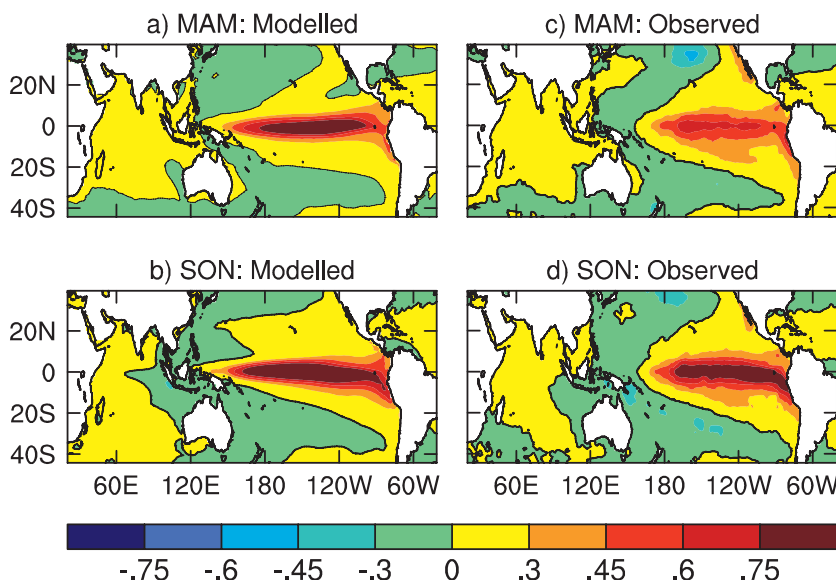 a) MAM: Modelled
c) MAM: Observed
20N
0
20S
40S
b) SON: Modelled
d) SON: Observed
20N
0
20S
40S
60E 120E 180 120W 60W
60E 120E 180 120W 60W
-.75 -.6 -.45 -.3 0 .3 .45 .6 .75